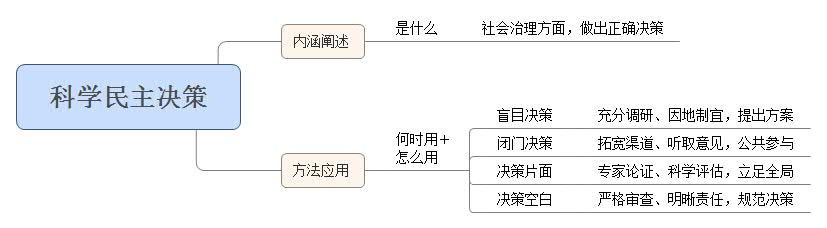 科学民主决策
内涵阐述
是什么
社会治理方面，做出正确决策
方法应用
何时用+
怎么用
盲目决策
充分调研、因地制宜，提出方案
闭门决策
拓宽渠道、听取意见，公共参与
决策片面
专家论证、科学评估，立足全局
决策空白
严格审查、明晰责任，规范决策